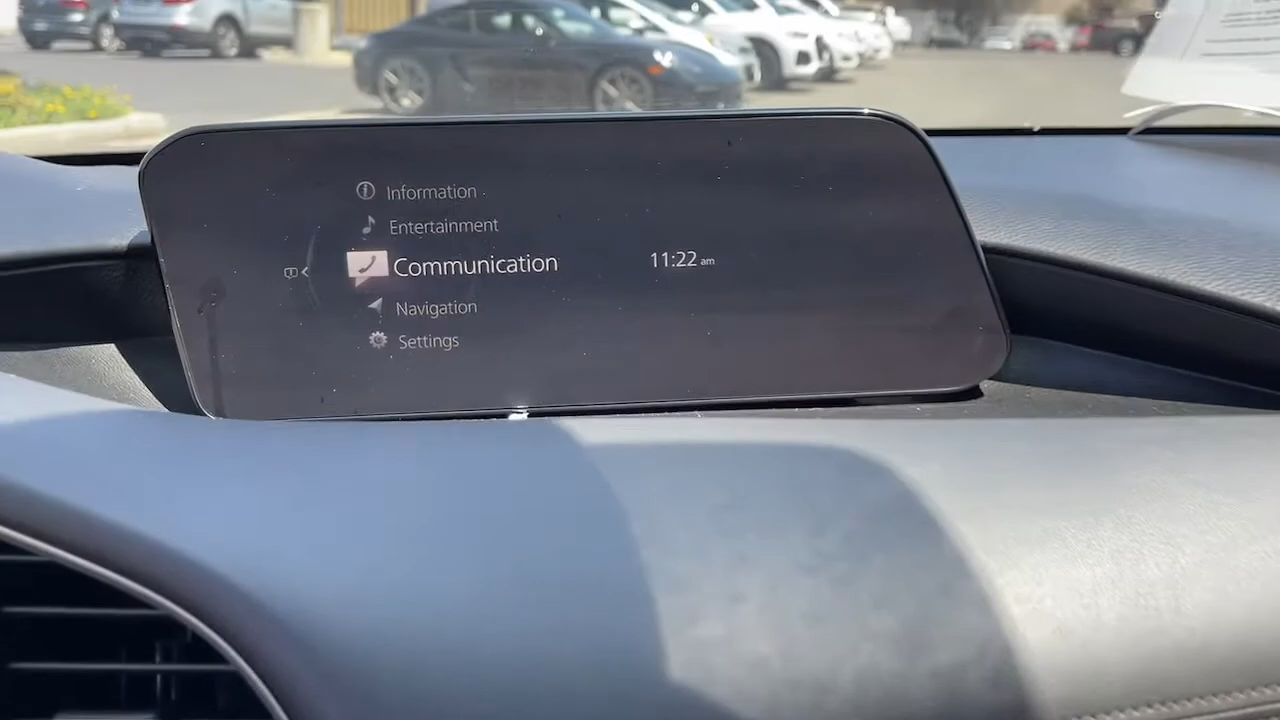 Information
Entertainment
Communication
11:22 am
Navigation
Settings